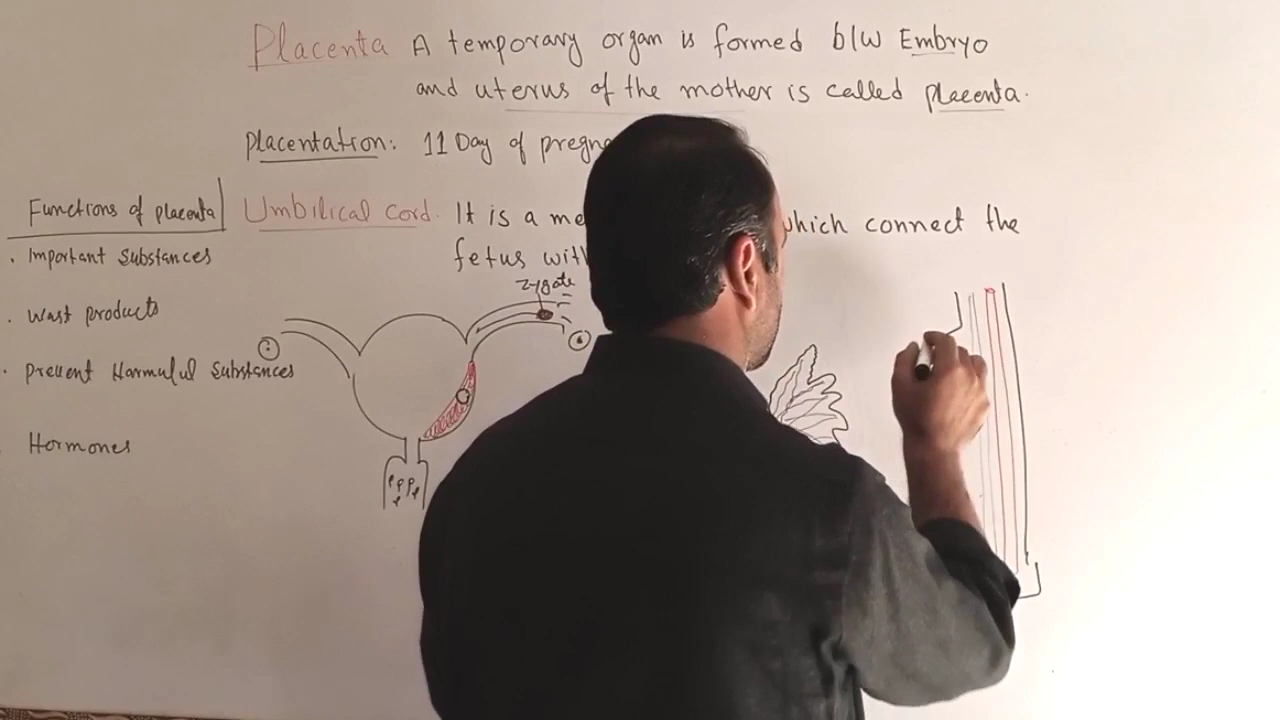 Placenta A temporary organ is formed b/w Embryo
and uterus of the mother is called placenta.
Placentation: 11 Day of pregn
Functions of placenta
Umbilical cord. It is a me which connect the
fetus with
. Important Substances
. Wast products
. Prevent Harmuful Substances
Hormones
Zygote